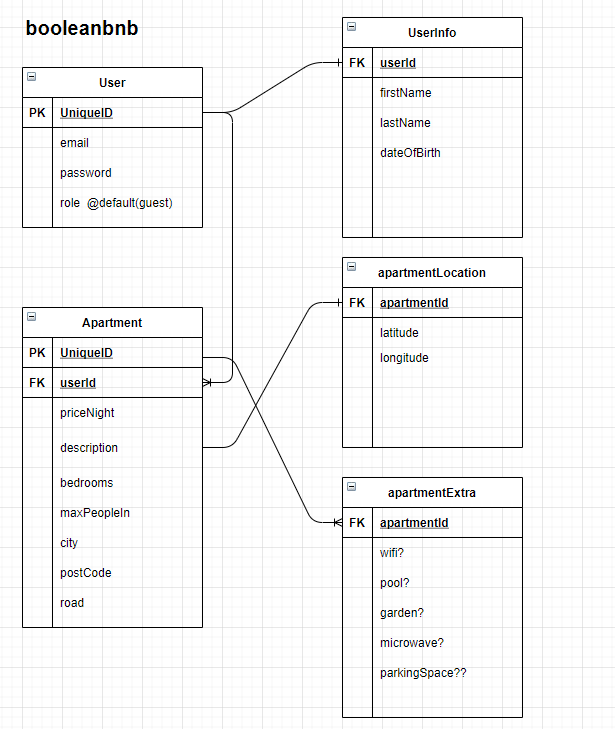 booleanbnb
User
PK UniqueID
email
password
role @default(guest)
UserInfo
FK userId
firstName
lastName
dateOfBirth
Apartment
PK UniqueID
FK userId
priceNight
description
bedrooms
maxPeopleIn
city
postCode
road
apartmentLocation
FK apartmentId
latitude
longitude
apartmentExtra
FK apartmentId
wifi?
pool?
garden?
microwave?
parkingSpace??